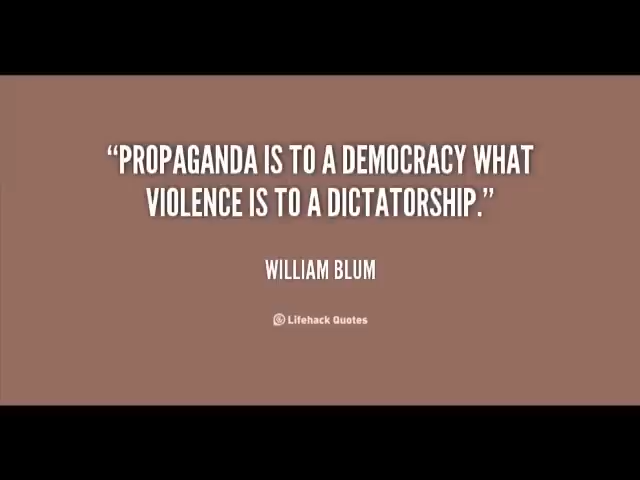 “PROPAGANDA IS TO A DEMOCRACY WHAT
VIOLENCE IS TO A DICTATORSHIP.”
WILLIAM BLUM
Lifehack Quotes